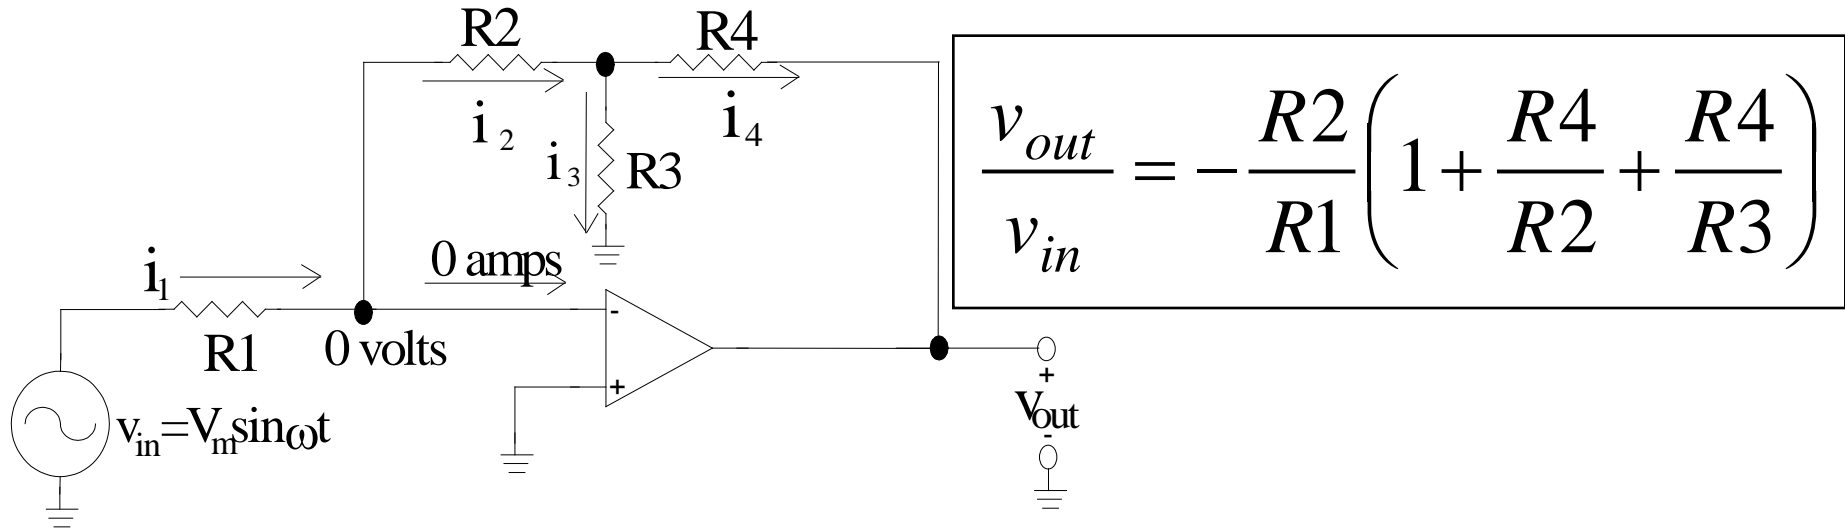 R2
R4
i2
i4
i3
R3
i1
0 amps
R1
0 volts
-
+
vin=Vmsinωt
+
vout
-
vout/vin = - R2/R1 (1 + R4/R2 + R4/R3)